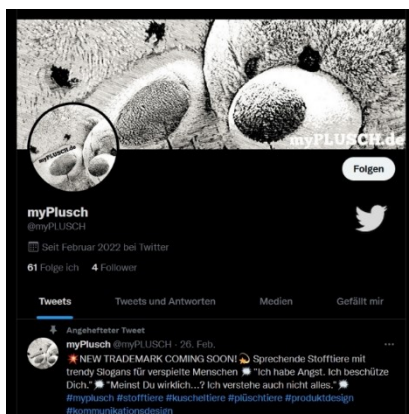 myPLUSCH.de
myPLUSCH.de
Folgen
myPlusch
@myPLUSCH
Seit Februar 2022 bei Twitter
61 Folge ich 4 Follower
Tweets Tweets und Antworten Medien Gefällt mir
Angehefteter Tweet
myPlusch @myPLUSCH · 26. Feb.
💥NEW TRADEMARK COMING SOON!💫 Sprechende Stofftiere mit
trendy Slogans für verspielte Menschen 💭 "Ich habe Angst. Ich beschütze
Dich."💭 "Meinst Du wirklich...? Ich verstehe auch nicht alles."💭
#myplusch #stofftiere #kuscheltiere #plüschtiere #produktdesign
#kommunikationsdesign